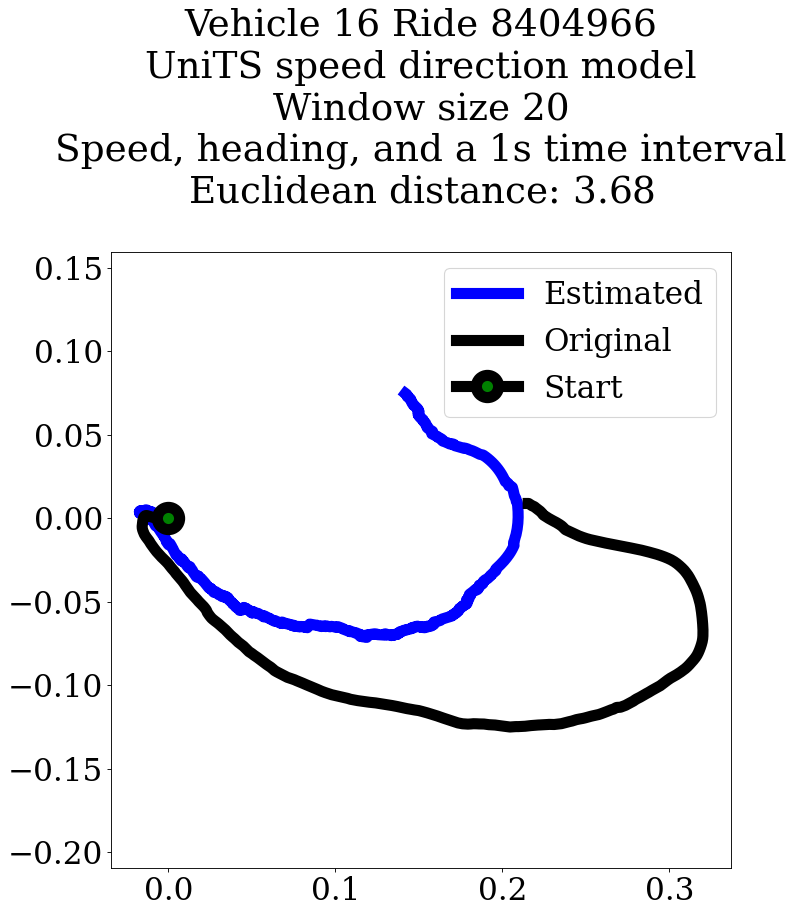 Vehicle 16 Ride 8404966
UniTS speed direction model
Window size 20
Speed, heading, and a 1s time interval
Euclidean distance: 3.68
Estimated
Original
Start
0.15
0.10
0.05
0.00
−0.05
−0.10
−0.15
−0.20
0.0 0.1 0.2 0.3